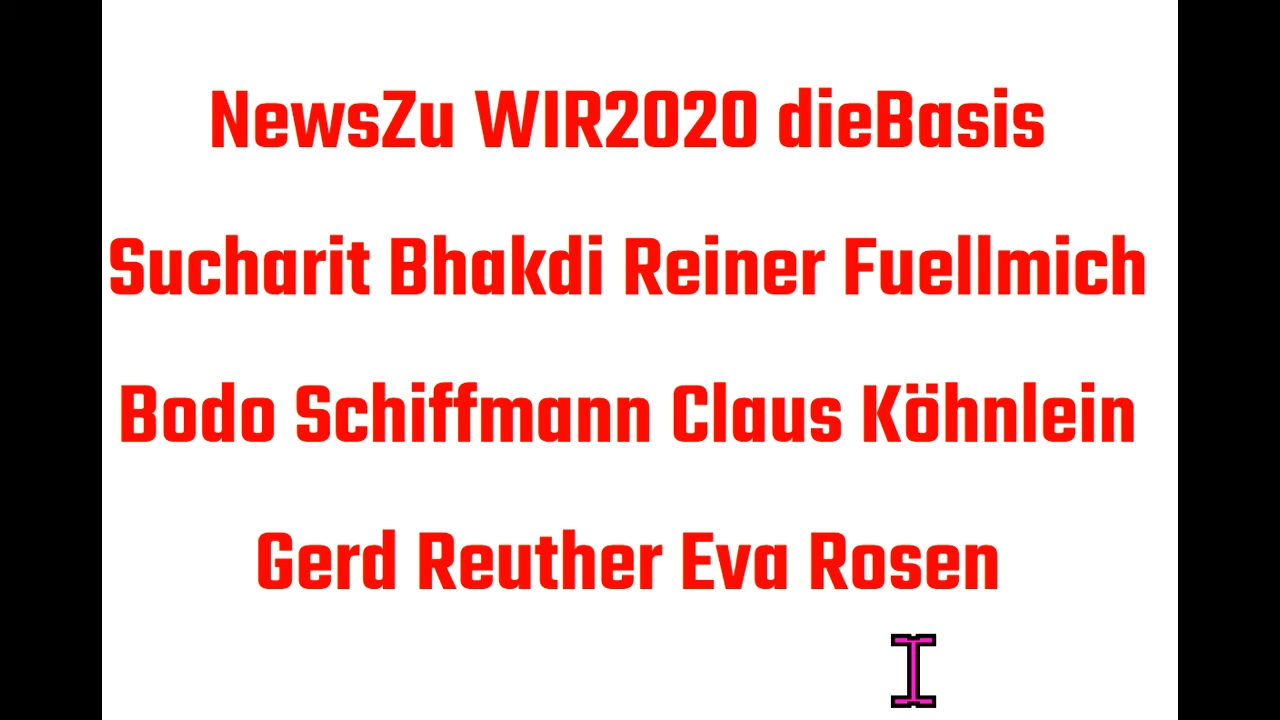 NewsZu WIR2020 dieBasis
Sucharit Bhakdi Reiner Fuellmich
Bodo Schiffmann Claus Köhnlein
Gerd Reuther Eva Rosen